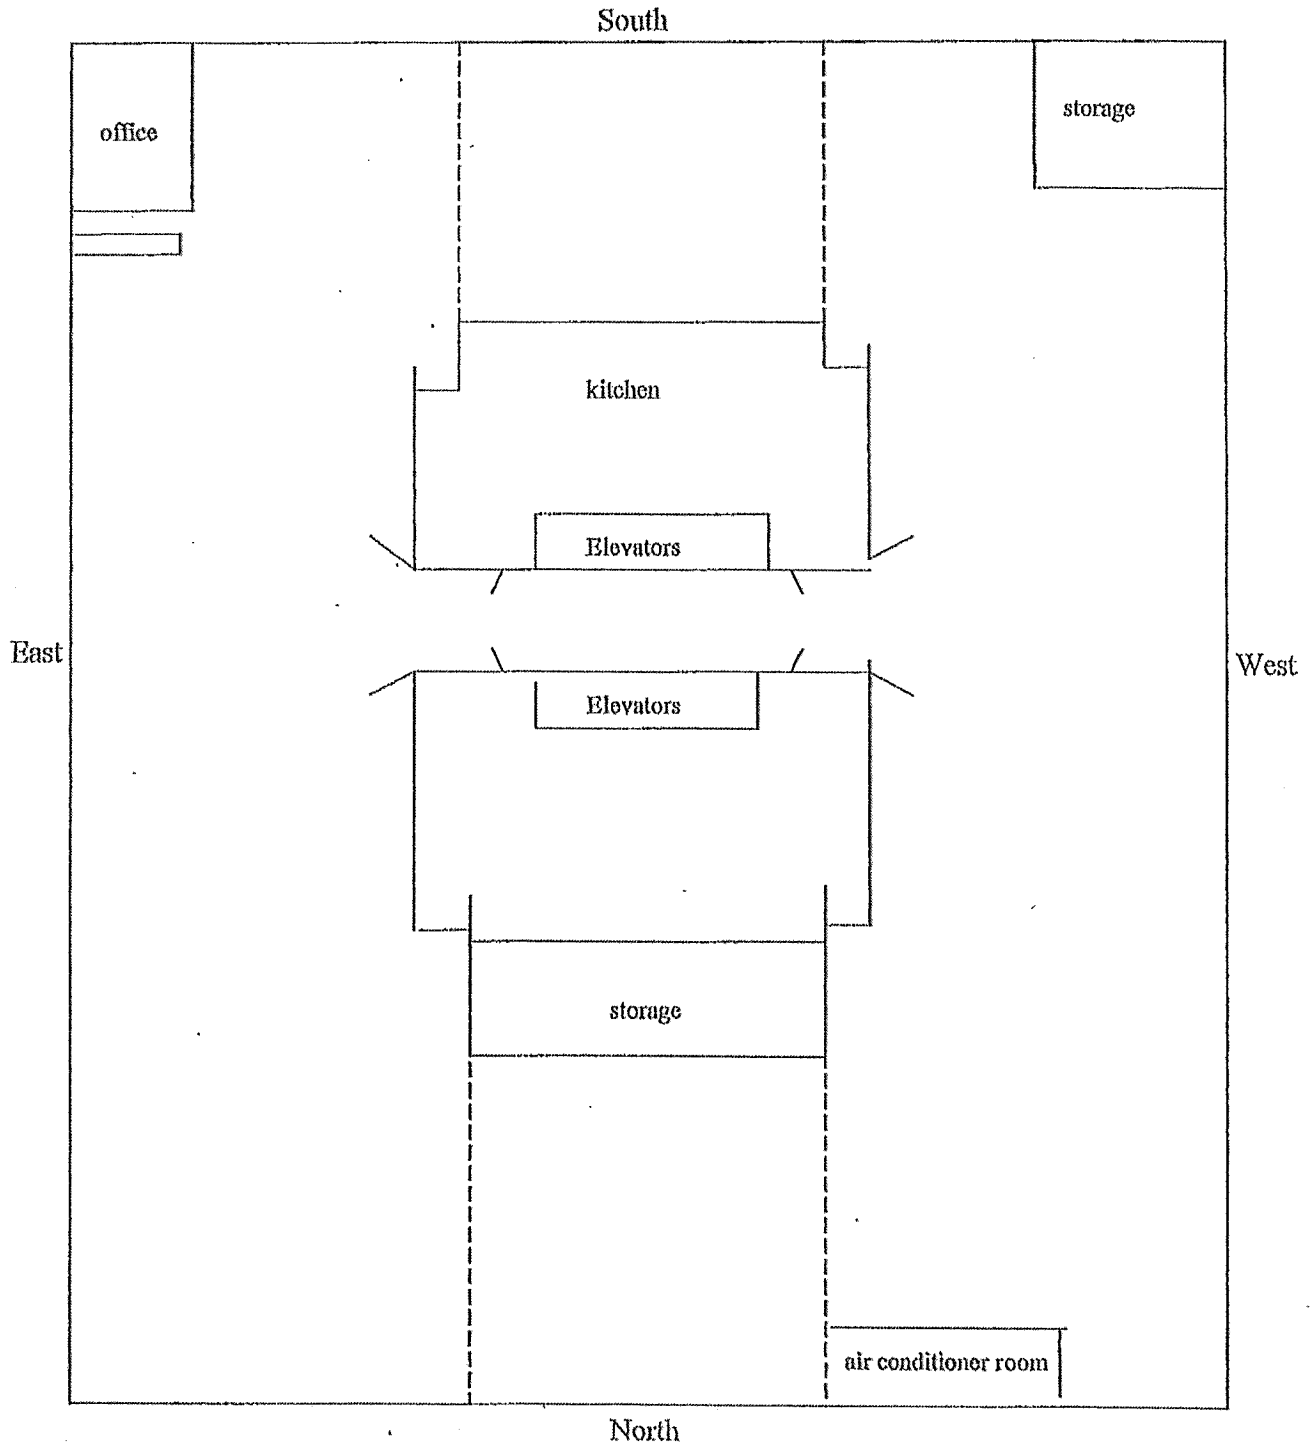 South
office
storage
kitchen
Elevators
East
West
Elevators
storage
air conditioner room
North